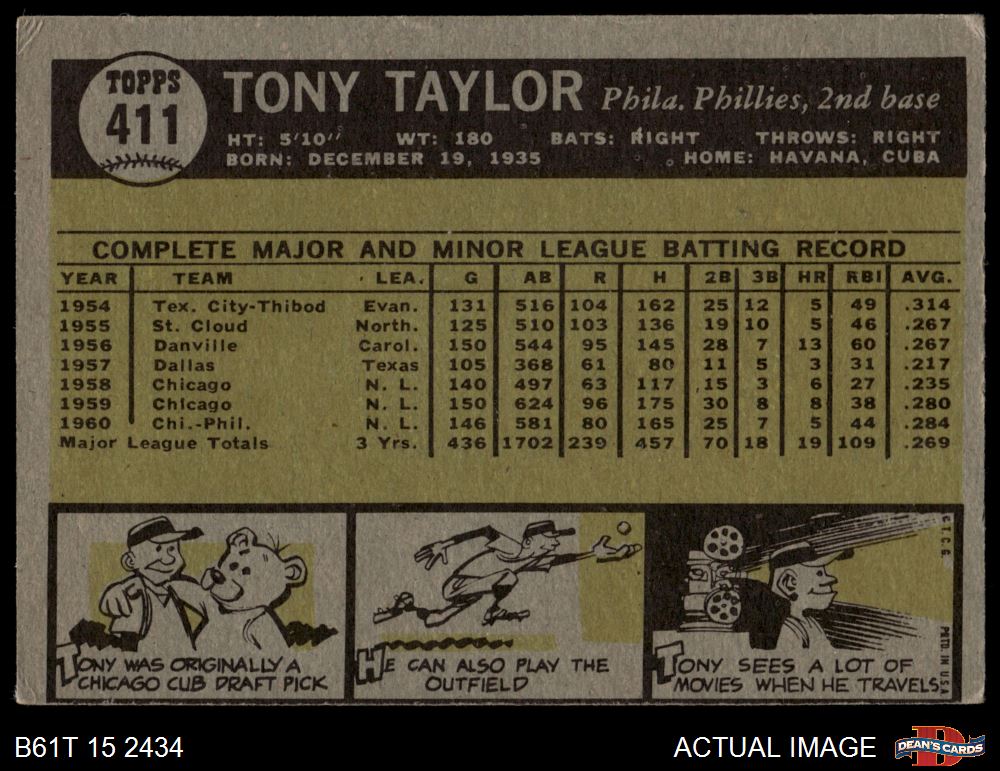 TOPPS
411
TONY TAYLOR Phila. Phillies, 2nd base
HT: 5'10" WT: 180 BATS: RIGHT THROWS: RIGHT
BORN: DECEMBER 19, 1935 HOME: HAVANA, CUBA
COMPLETE MAJOR AND MINOR LEAGUE BATTING RECORD
YEAR TEAM LEA. G AB R H 2B 3B HR RBI AVG.
1954 Tex. City-Thibod Evan. 131 516 104 162 25 12 5 49 .314
1955 St. Cloud North. 125 510 103 136 19 10 5 46 .267
1956 Danville Carol. 150 544 95 145 28 7 13 60 .267
1957 Dallas Texas 105 368 61 80 11 5 3 31 .217
1958 Chicago N. L. 140 497 63 117 15 3 6 27 .235
1959 Chicago N. L. 150 624 96 175 30 8 8 38 .280
1960 Chi.-Phil. N. L. 146 581 80 165 25 7 5 44 .284
Major League Totals 3 Yrs. 436 1702 239 457 70 18 19 109 .269
TONY WAS ORIGINALLY A
CHICAGO CUB DRAFT PICK
HE CAN ALSO PLAY THE
OUTFIELD
TONY SEES A LOT OF
MOVIES WHEN HE TRAVELS
© T. C. G. PRTD. IN U.S.A.
B61T 15 2434
ACTUAL IMAGE
D
DEAN'S CARDS